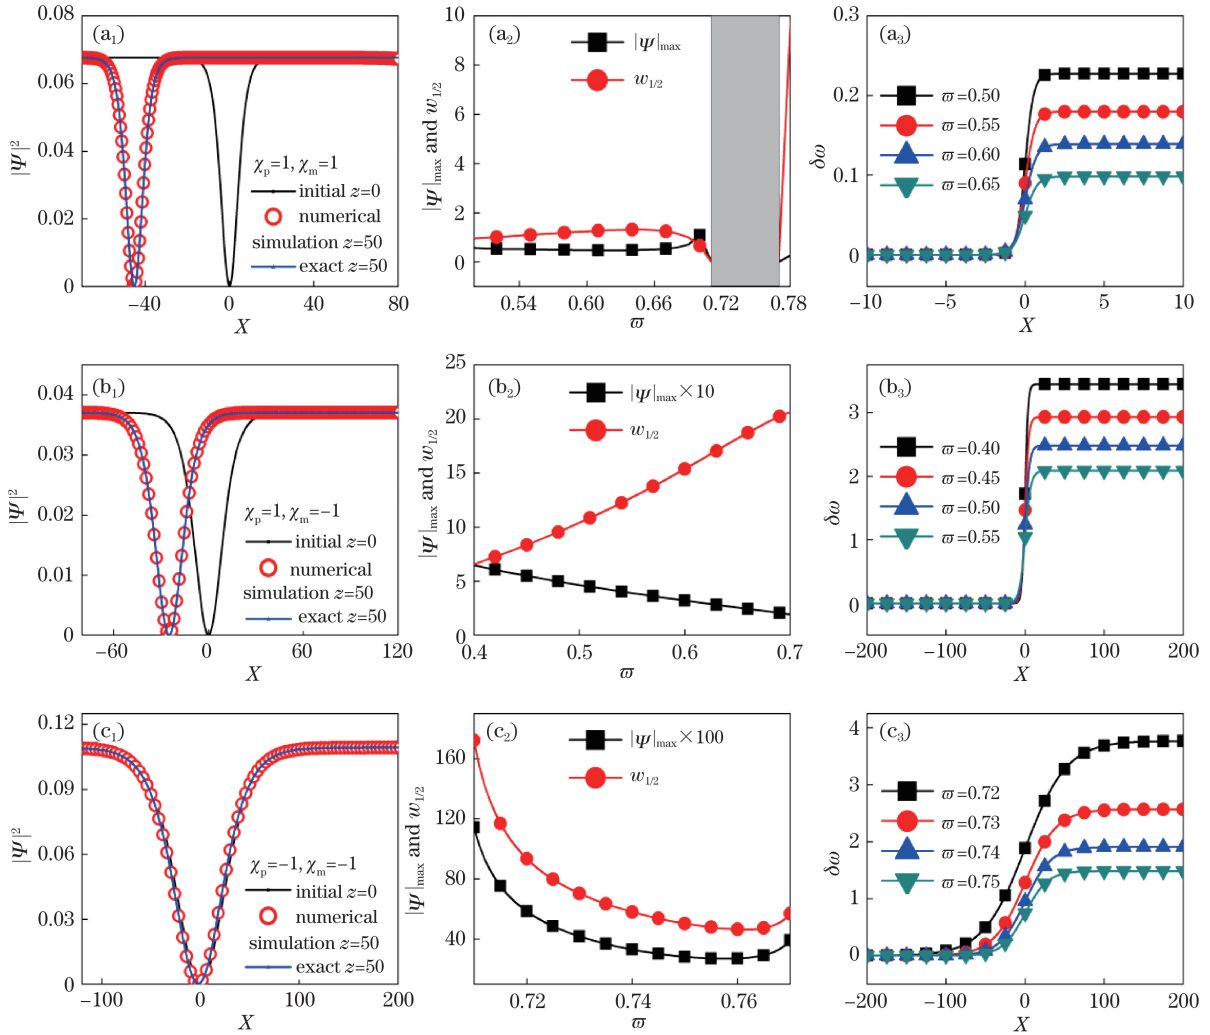 (a₁)
0.08
0.06
0.04
0.02
0
|Ψ|²
χₚ=1, χₘ=1
initial z=0
numerical
simulation z=50
exact z=50
−40
0
40
80
X
(a₂)
10
8
6
4
2
0
|Ψ|max and w1/2
|Ψ|max
w1/2
0.54
0.60
0.66
0.72
0.78
ϖ
(a₃)
0.3
0.2
0.1
0
δω
ϖ=0.50
ϖ=0.55
ϖ=0.60
ϖ=0.65
−10
−5
0
5
10
X
(b₁)
0.04
0.03
0.02
0.01
0
|Ψ|²
χₚ=1, χₘ=−1
initial z=0
numerical
simulation z=50
exact z=50
−60
0
60
120
X
(b₂)
25
20
15
10
5
0
|Ψ|max and w1/2
|Ψ|max×10
w1/2
0.4
0.5
0.6
0.7
ϖ
(b₃)
3
2
1
0
δω
ϖ=0.40
ϖ=0.45
ϖ=0.50
ϖ=0.55
−200
−100
0
100
200
X
(c₁)
0.12
0.09
0.06
0.03
0
|Ψ|²
χₚ=−1, χₘ=−1
initial z=0
numerical
simulation z=50
exact z=50
−100
0
100
200
X
(c₂)
160
120
80
40
|Ψ|max and w1/2
|Ψ|max×100
w1/2
0.72
0.74
0.76
ϖ
(c₃)
4
3
2
1
0
δω
ϖ=0.72
ϖ=0.73
ϖ=0.74
ϖ=0.75
−200
−100
0
100
200
X